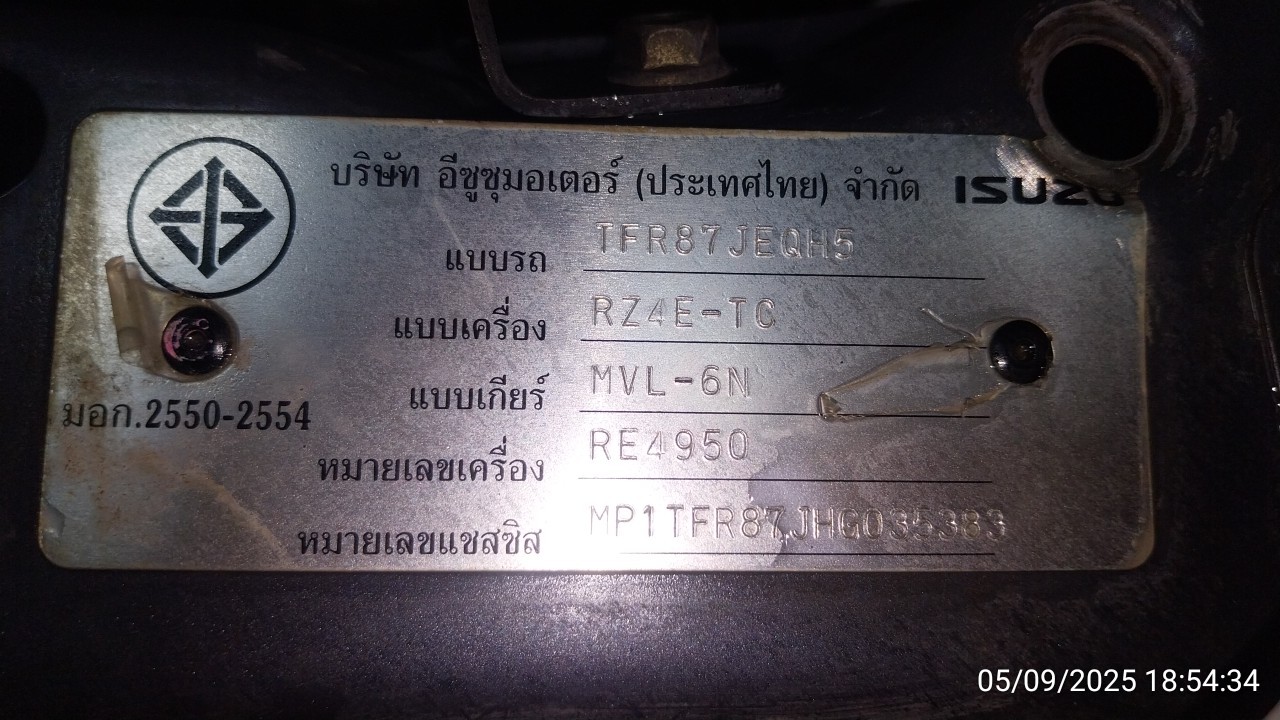 บริษัท อีซูซุมอเตอร์ (ประเทศไทย) จำกัด ISUZU
แบบรถ TFR87JEQH5
แบบเครื่อง RZ4E-TC
แบบเกียร์ MVL-6N
มอก.2550-2554
หมายเลขเครื่อง RE4950
หมายเลขแชสซิส MP1TFR87JHG035383
05/09/2025 18:54:34